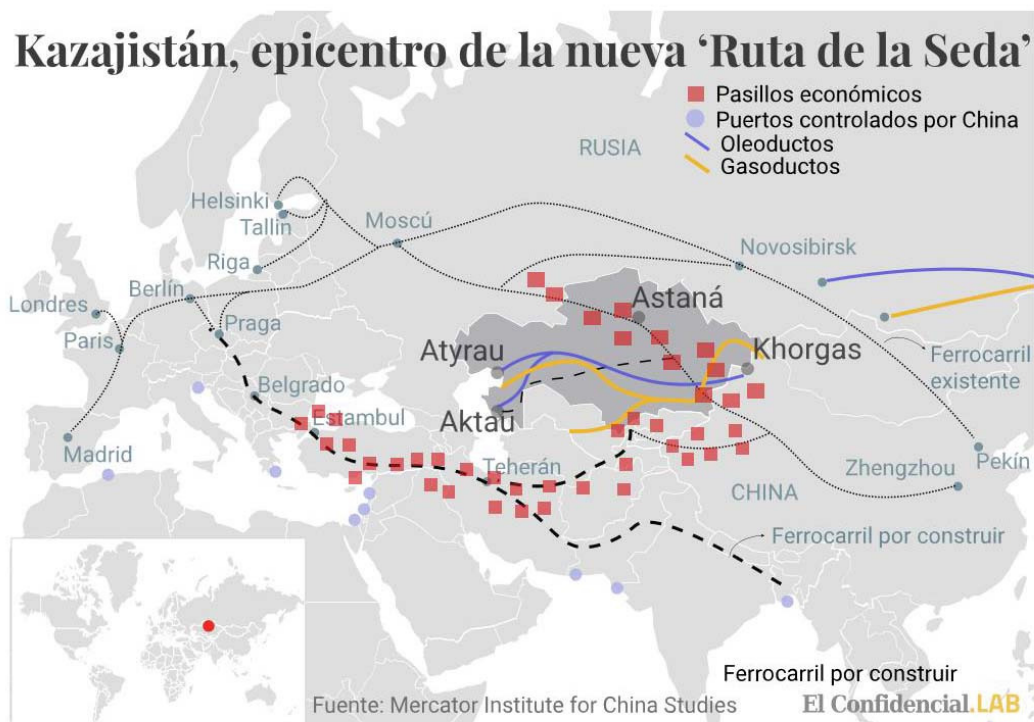 Kazajistán, epicentro de la nueva ‘Ruta de la Seda’
Pasillos económicos
Puertos controlados por China
Oleoductos
Gasoductos
RUSIA
Helsinki
Tallin
Moscú
Riga
Novosibirsk
Londres
Berlín
Astaná
París
Praga
Atyrau
Khorgas
Ferrocarril
existente
Belgrado
Aktau
Estambul
Madrid
Teherán
Zhengzhou
Pekín
CHINA
Ferrocarril por construir
Ferrocarril por construir
Fuente: Mercator Institute for China Studies
El Confidencial.LAB